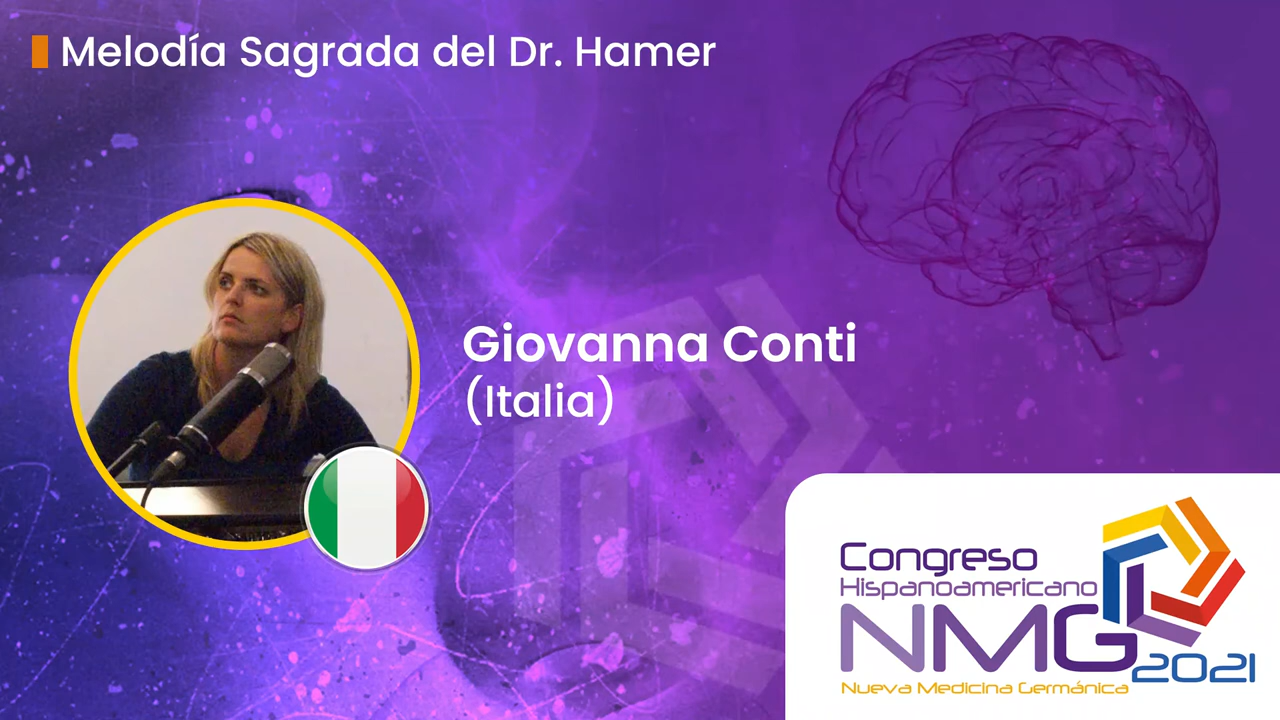 Melodía Sagrada del Dr. Hamer
Giovanna Conti
(Italia)
Congreso
Hispanoamericano
NMG
2021
Nueva Medicina Germánica